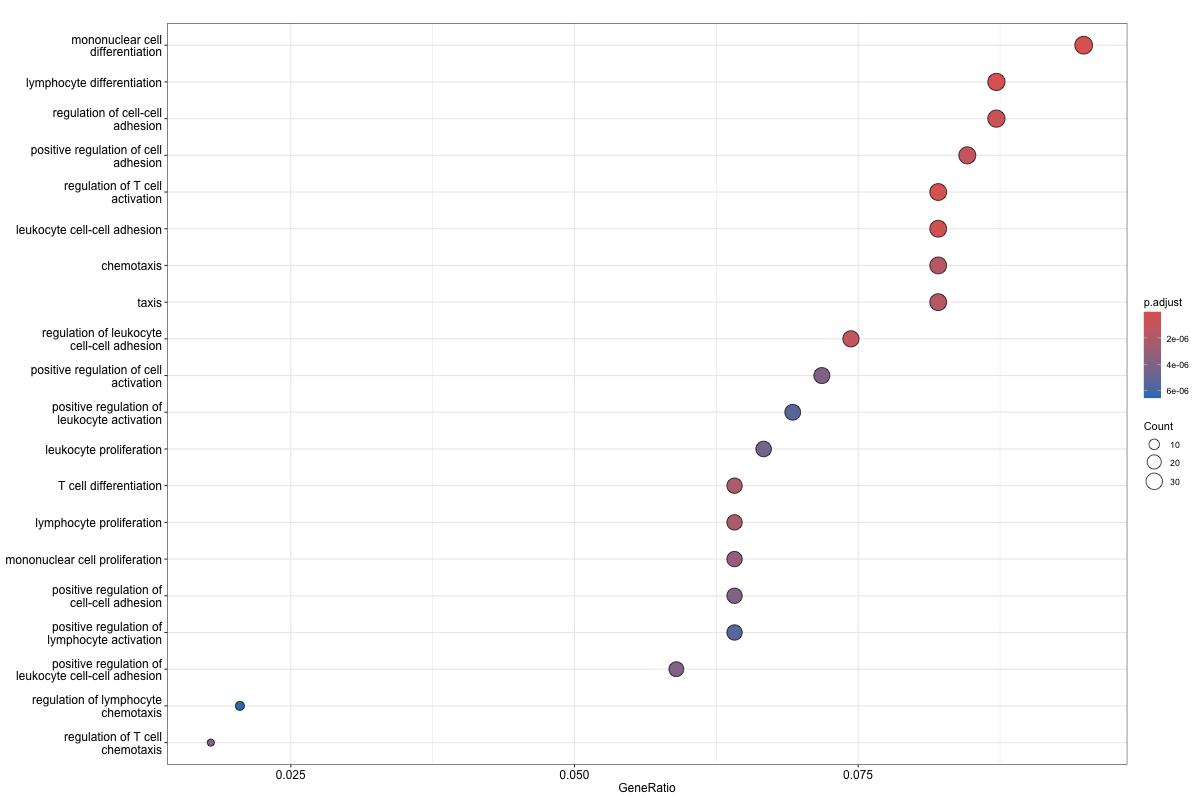 mononuclear cell
differentiation
lymphocyte differentiation
regulation of cell-cell
adhesion
positive regulation of cell
adhesion
regulation of T cell
activation
leukocyte cell-cell adhesion
chemotaxis
taxis
regulation of leukocyte
cell-cell adhesion
positive regulation of cell
activation
positive regulation of
leukocyte activation
leukocyte proliferation
T cell differentiation
lymphocyte proliferation
mononuclear cell proliferation
positive regulation of
cell-cell adhesion
positive regulation of
lymphocyte activation
positive regulation of
leukocyte cell-cell adhesion
regulation of lymphocyte
chemotaxis
regulation of T cell
chemotaxis
0.025
0.050
0.075
GeneRatio
p.adjust
2e-06
4e-06
6e-06
Count
10
20
30